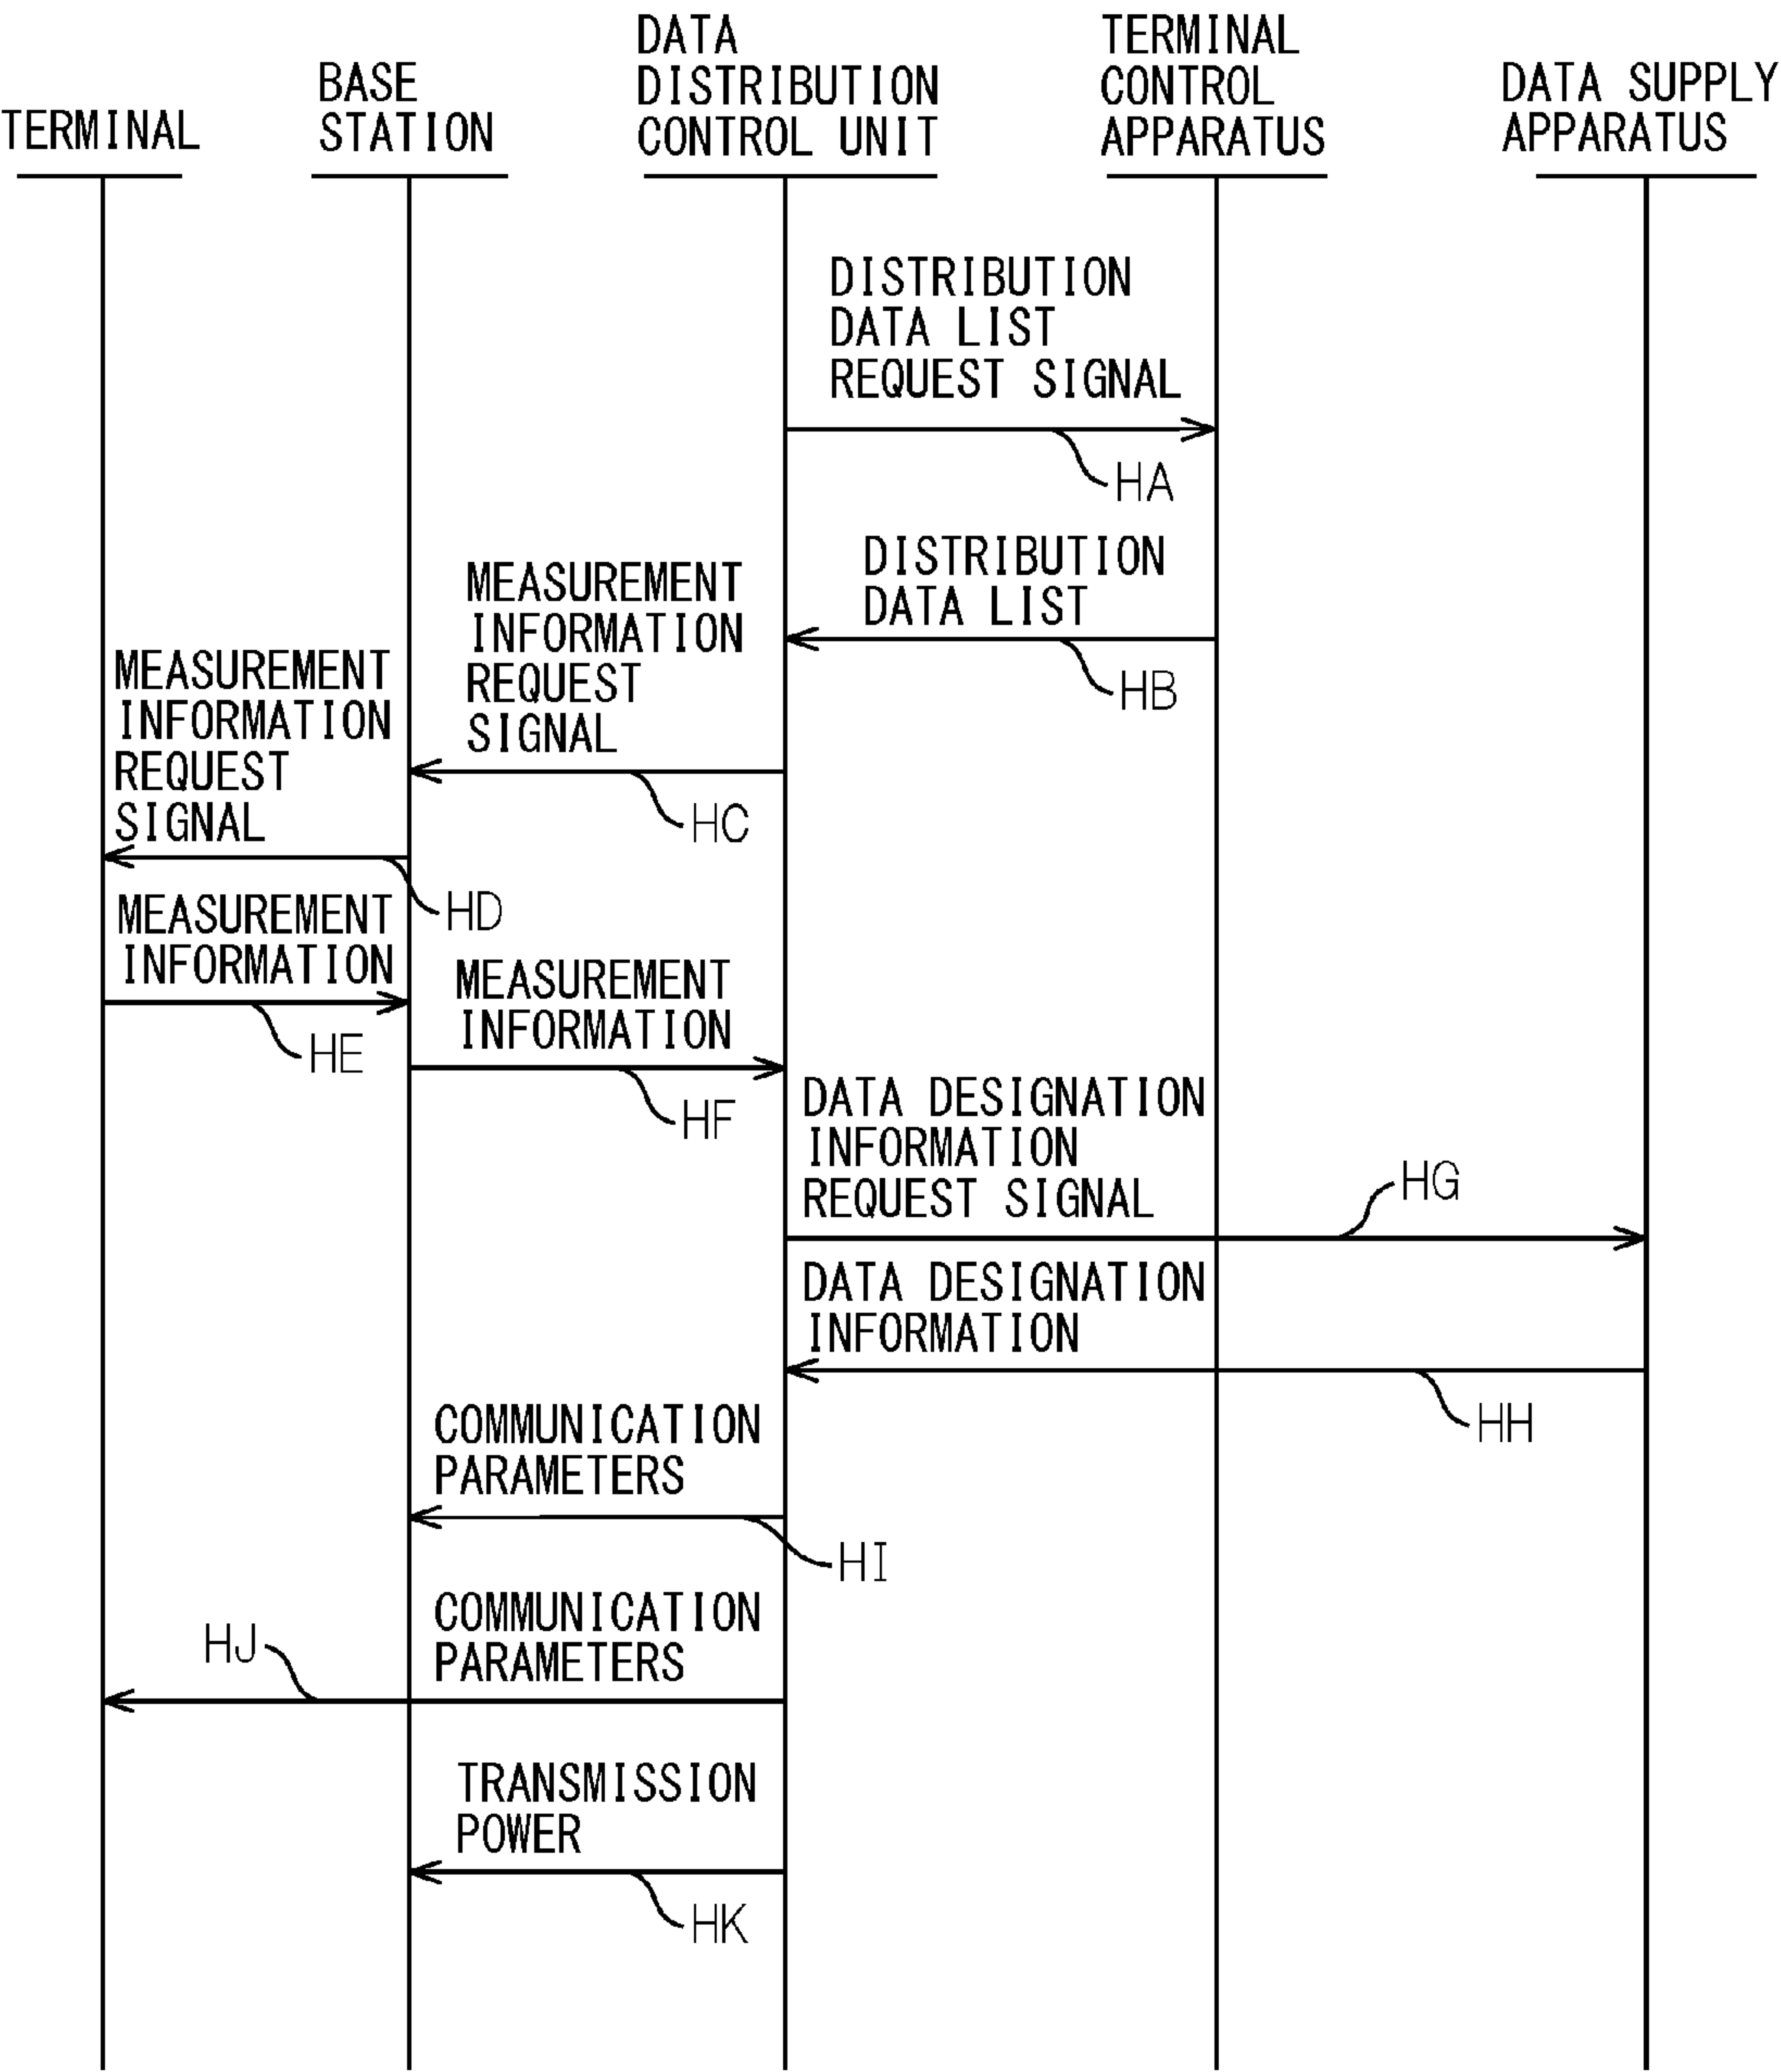 TERMINAL
BASE
STATION
DATA
DISTRIBUTION
CONTROL UNIT
TERMINAL
CONTROL
APPARATUS
DATA SUPPLY
APPARATUS
DISTRIBUTION
DATA LIST
REQUEST SIGNAL
HA
DISTRIBUTION
DATA LIST
HB
MEASUREMENT
INFORMATION
REQUEST
SIGNAL
HC
MEASUREMENT
INFORMATION
REQUEST
SIGNAL
HD
MEASUREMENT
INFORMATION
HE
MEASUREMENT
INFORMATION
HF
DATA DESIGNATION
INFORMATION
REQUEST SIGNAL
HG
DATA DESIGNATION
INFORMATION
HH
COMMUNICATION
PARAMETERS
HI
COMMUNICATION
PARAMETERS
HJ
TRANSMISSION
POWER
HK